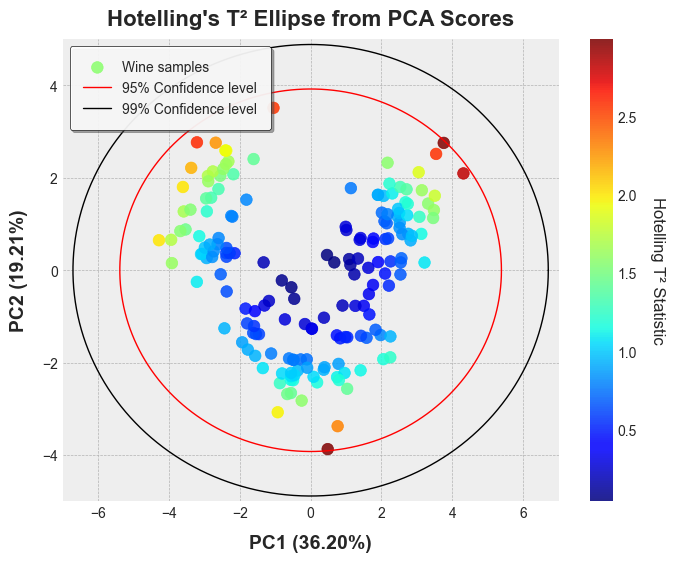 Hotelling's T² Ellipse from PCA Scores
Wine samples
95% Confidence level
99% Confidence level
4
2
0
−2
−4
−6
−4
−2
0
2
4
6
PC1 (36.20%)
PC2 (19.21%)
2.5
2.0
1.5
1.0
0.5
Hotelling T² Statistic